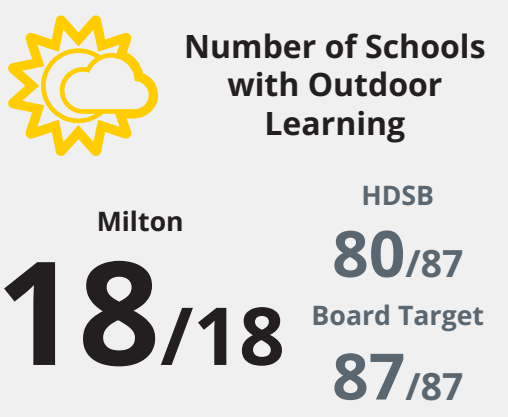 Number of Schools
with Outdoor
Learning
Milton
18/18
HDSB
80/87
Board Target
87/87